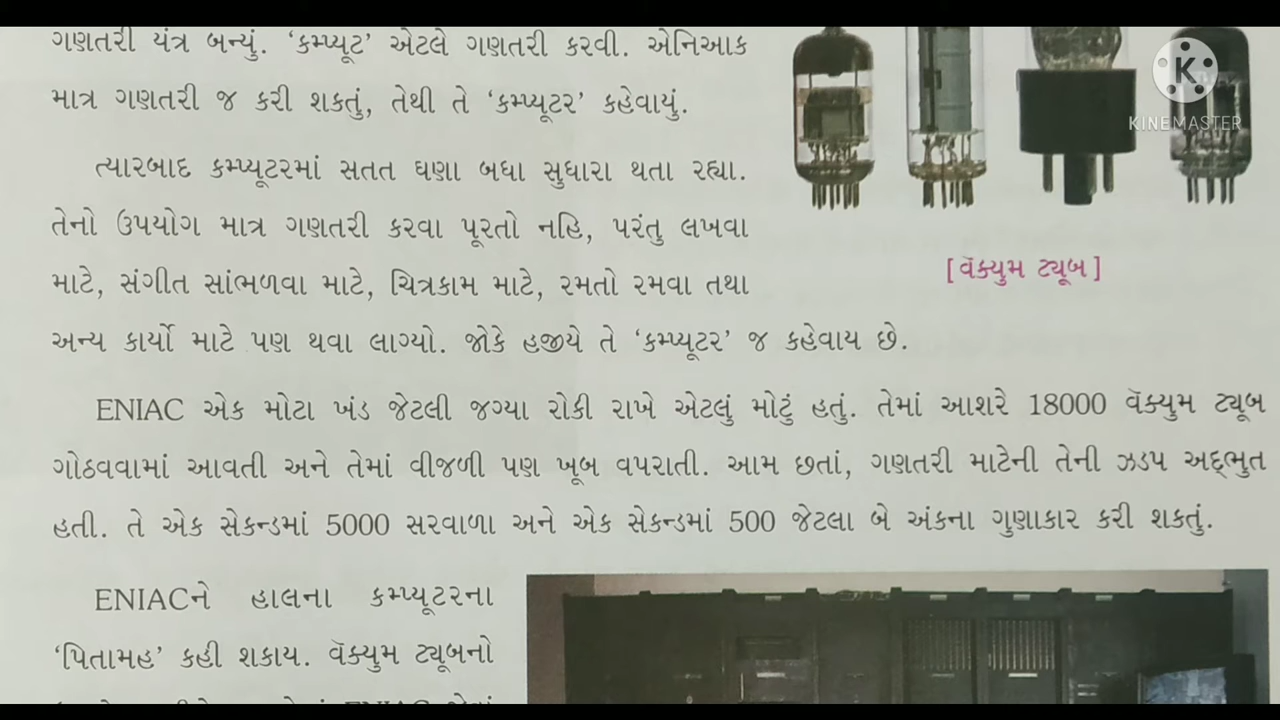 ગણતરી યંત્ર બન્યું. ‘કમ્પ્યૂટ’ એટલે ગણતરી કરવી. એનિઆક
માત્ર ગણતરી જ કરી શકતું, તેથી તે ‘કમ્પ્યૂટર’ કહેવાયું.
ત્યારબાદ કમ્પ્યૂટરમાં સતત ઘણા બધા સુધારા થતા રહ્યા.
તેનો ઉપયોગ માત્ર ગણતરી કરવા પૂરતો નહિ, પરંતુ લખવા
માટે, સંગીત સાંભળવા માટે, ચિત્રકામ માટે, રમતો રમવા તથા
અન્ય કાર્યો માટે પણ થવા લાગ્યો. જોકે હજીયે તે ‘કમ્પ્યૂટર’ જ કહેવાય છે.
K
KINEMASTER
[વૅક્યુમ ટ્યૂબ]
ENIAC એક મોટા ખંડ જેટલી જગ્યા રોકી રાખે એટલું મોટું હતું. તેમાં આશરે 18000 વૅક્યુમ ટ્યૂબ
ગોઠવવામાં આવતી અને તેમાં વીજળી પણ ખૂબ વપરાતી. આમ છતાં, ગણતરી માટેની તેની ઝડપ અદ્ભુત
હતી. તે એક સેકન્ડમાં 5000 સરવાળા અને એક સેકન્ડમાં 500 જેટલા બે અંકના ગુણાકાર કરી શકતું.
ENIACને હાલના કમ્પ્યૂટરના
‘પિતામહ’ કહી શકાય. વૅક્યુમ ટ્યૂબનો